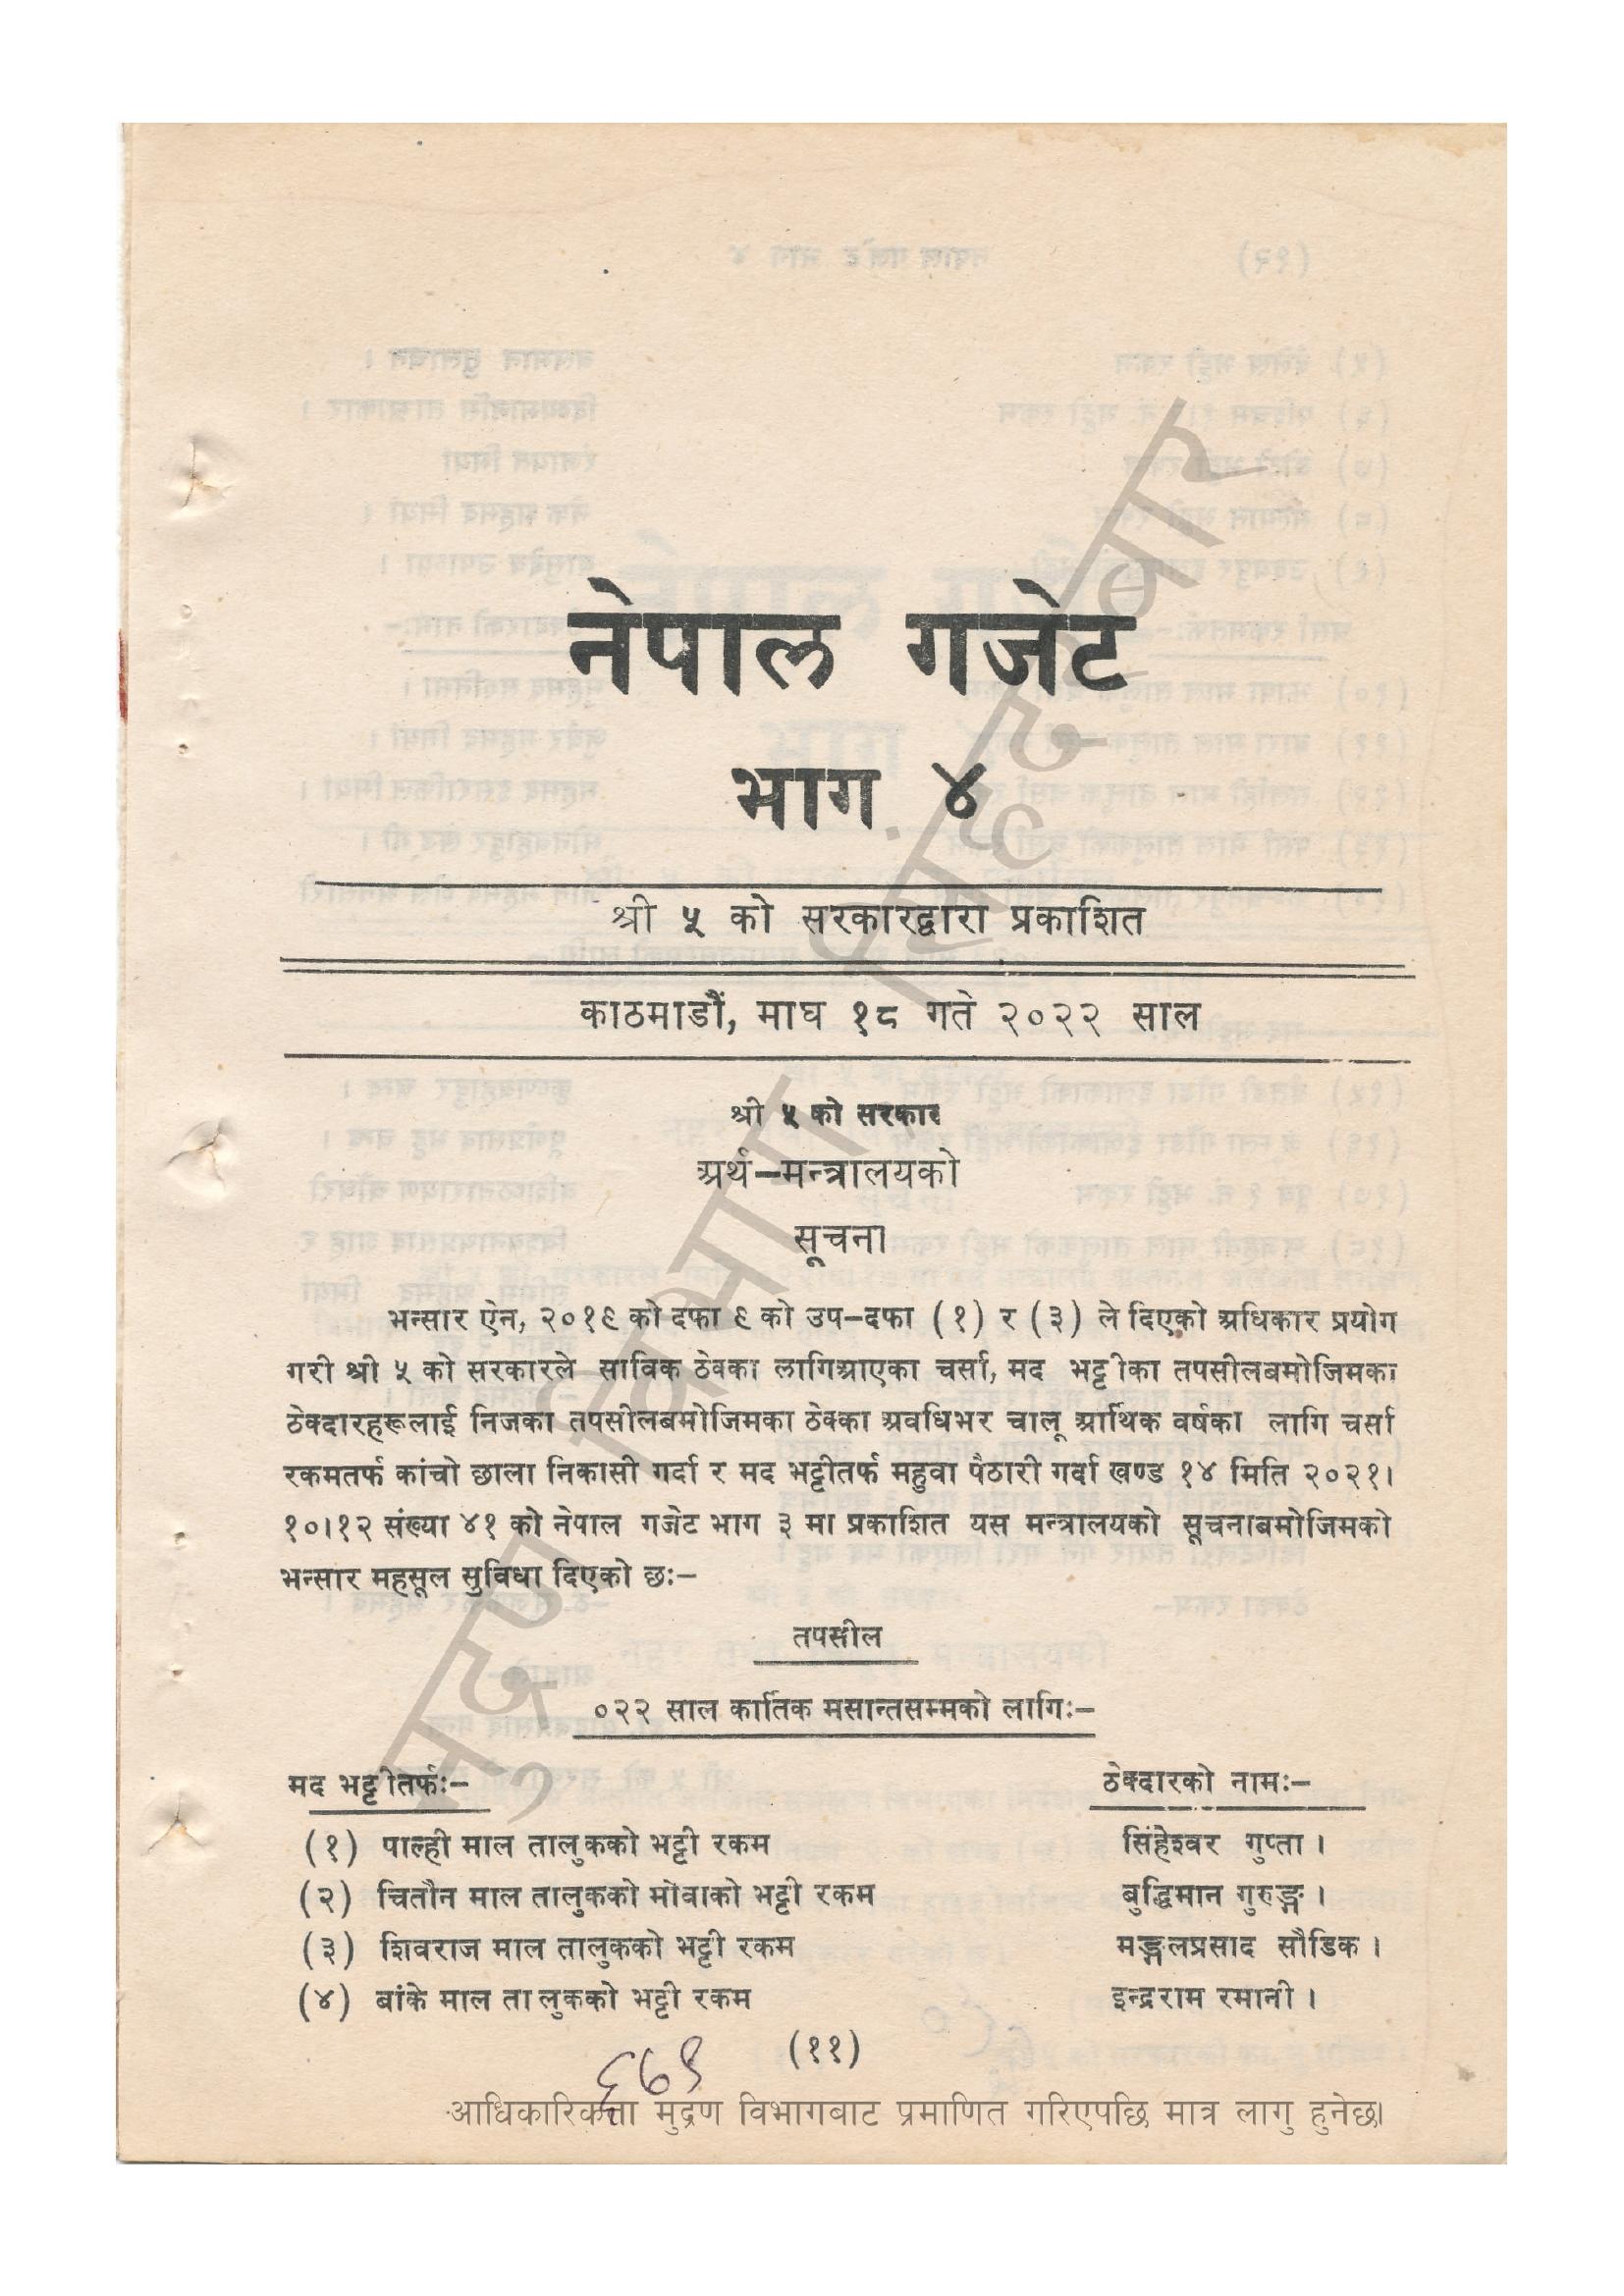 नेपाल गजेट
भाग ४
श्री ५ को सरकारद्वारा प्रकाशित
काठमाडौं, माघ १८ गते २०२२ साल
श्री ५ को सरकार
अर्थ–मन्त्रालयको
सूचना
भन्सार ऐन, २०१९ को दफा ९ को उप–दफा (१) र (३) ले दिएको अधिकार प्रयोग
गरी श्री ५ को सरकारले साविक ठेक्का लागिआएका चर्सा, मद भट्टीका तपसीलबमोजिमका
ठेक्दारहरूलाई निजका तपसीलबमोजिमका ठेक्का अवधिभर चालू आर्थिक वर्षका लागि चर्सा
रकमतर्फ कांचो छाला निकासी गर्दा र मद भट्टीतर्फ महुवा पैठारी गर्दा खण्ड १४ मिति २०२१।
१०।१२ संख्या ४१ को नेपाल गजेट भाग ३ मा प्रकाशित यस मन्त्रालयको सूचनाबमोजिमको
भन्सार महसूल सुविधा दिएको छः–
तपसील
०२२ साल कार्तिक मसान्तसम्मको लागिः–
मद भट्टीतर्फः– ठेक्दारको नामः–
(१) पाल्ही माल तालुकको भट्टी रकम सिंहेश्वर गुप्ता ।
(२) चितौन माल तालुकको मोवाको भट्टी रकम बुद्धिमान गुरुङ्ग ।
(३) शिवराज माल तालुकको भट्टी रकम मङ्गलप्रसाद सौडिक ।
(४) बांके माल तालुकको भट्टी रकम इन्द्रराम रमानी ।
(११)
६७९
आधिकारिकता मुद्रण विभागबाट प्रमाणित गरिएपछि मात्र लागु हुनेछ।
मुद्रण विभाग, सिंहदरबार